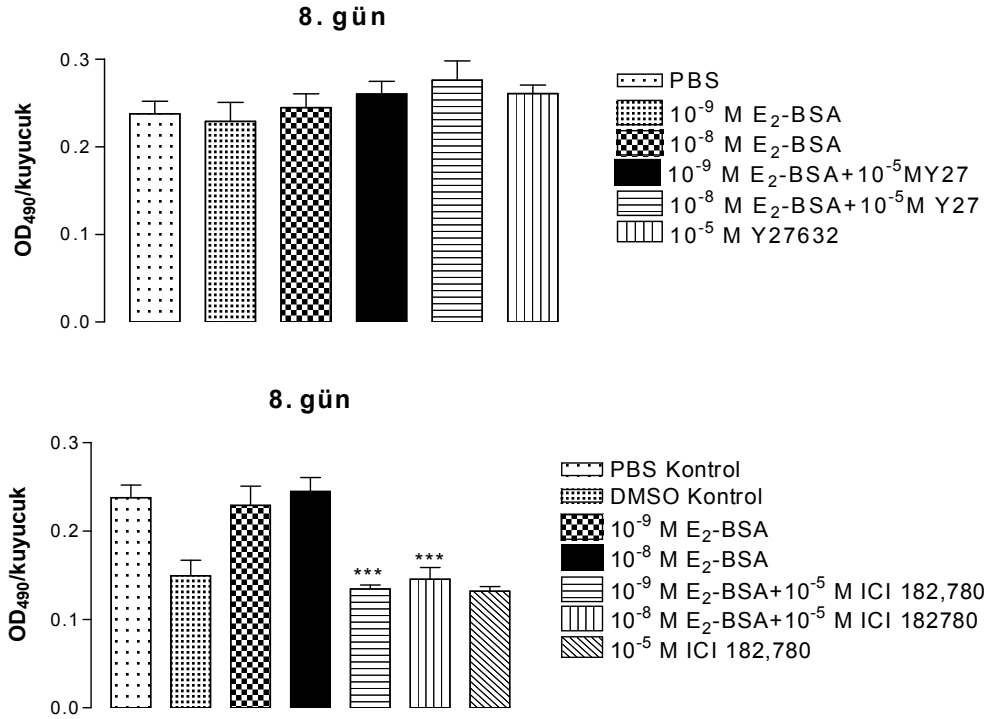 8. gün
0.3
0.2
0.1
0.0
OD490/kuyucuk
PBS
10-9 M E2-BSA
10-8 M E2-BSA
10-9 M E2-BSA+10-5MY27
10-8 M E2-BSA+10-5M Y27
10-5 M Y27632
8. gün
0.3
0.2
0.1
0.0
OD490/kuyucuk
***
***
PBS Kontrol
DMSO Kontrol
10-9 M E2-BSA
10-8 M E2-BSA
10-9 M E2-BSA+10-5 M ICI 182,780
10-8 M E2-BSA+10-5 M ICI 182780
10-5 M ICI 182,780